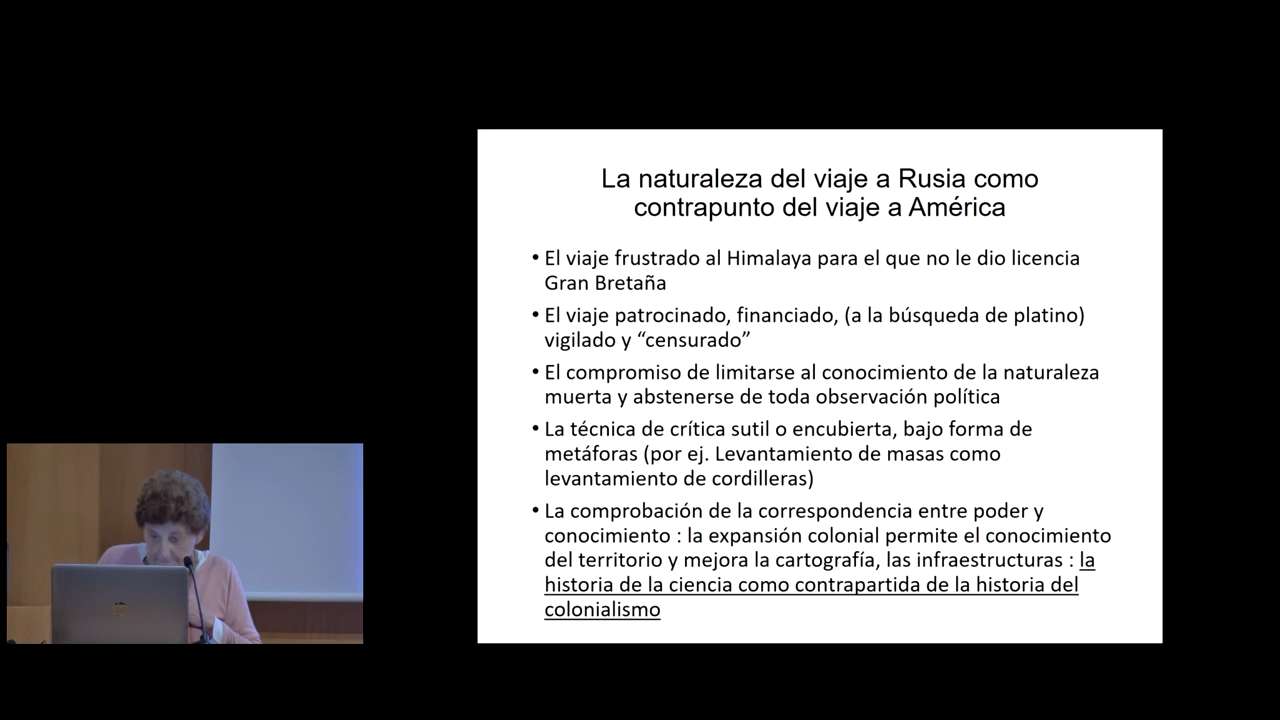 La naturaleza del viaje a Rusia como
contrapunto del viaje a América
• El viaje frustrado al Himalaya para el que no le dio licencia
Gran Bretaña
• El viaje patrocinado, financiado, (a la búsqueda de platino)
vigilado y “censurado”
• El compromiso de limitarse al conocimiento de la naturaleza
muerta y abstenerse de toda observación política
• La técnica de crítica sutil o encubierta, bajo forma de
metáforas (por ej. Levantamiento de masas como
levantamiento de cordilleras)
• La comprobación de la correspondencia entre poder y
conocimiento : la expansión colonial permite el conocimiento
del territorio y mejora la cartografía, las infraestructuras : la
historia de la ciencia como contrapartida de la historia del
colonialismo